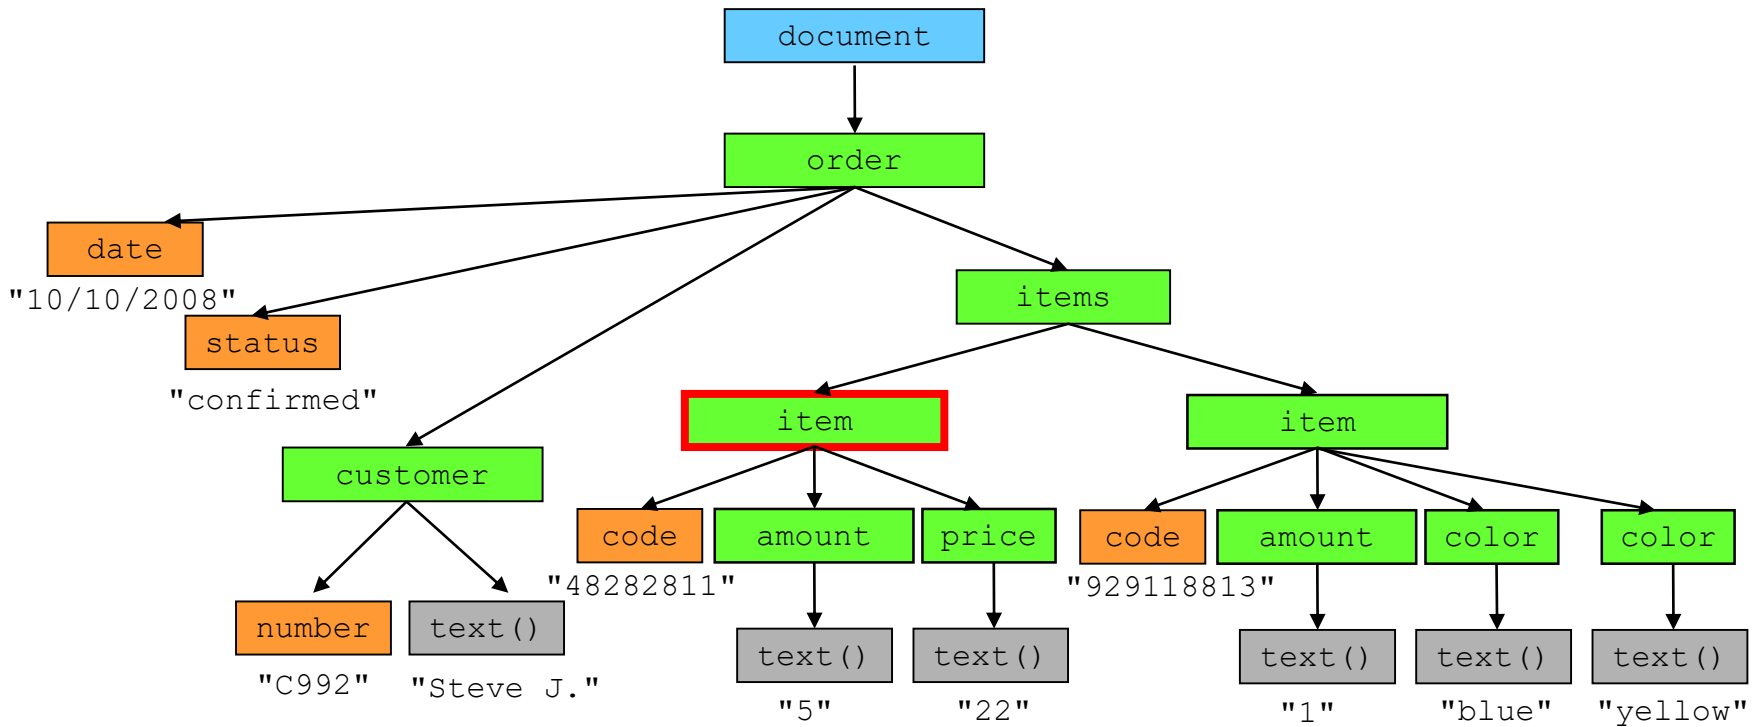 document
order
date
"10/10/2008"
items
status
"confirmed"
item
item
customer
code
amount
price
code
amount
color
color
"48282811"
"929118813"
number
text()
text()
text()
text()
text()
text()
"C992"
"Steve J."
"5"
"22"
"1"
"blue"
"yellow"